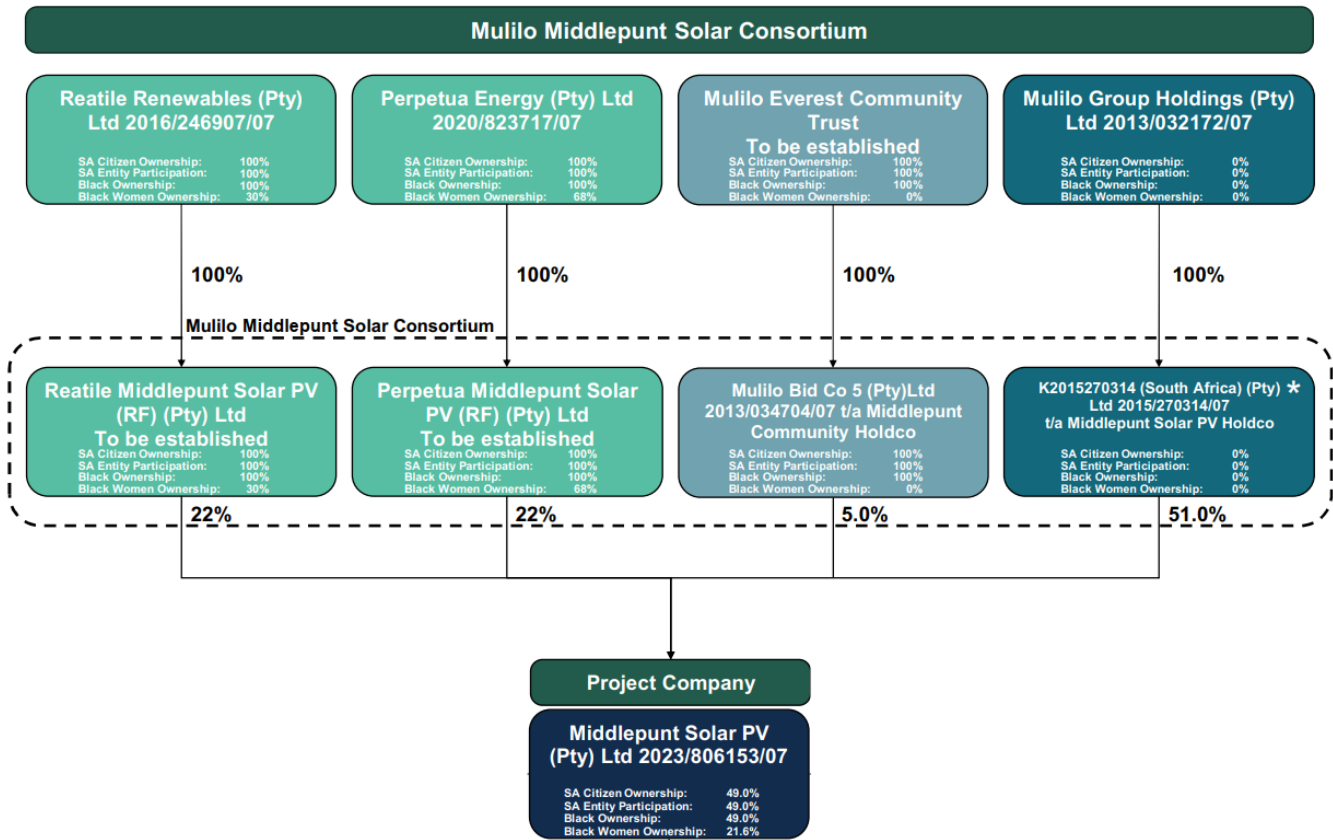 Mulilo Middlepunt Solar Consortium
Reatile Renewables (Pty)
Ltd 2016/246907/07
SA Citizen Ownership: 100%
SA Entity Participation: 100%
Black Ownership: 100%
Black Women Ownership: 30%
Perpetua Energy (Pty) Ltd
2020/823717/07
SA Citizen Ownership: 100%
SA Entity Participation: 100%
Black Ownership: 100%
Black Women Ownership: 68%
Mulilo Everest Community
Trust
To be established
SA Citizen Ownership: 100%
SA Entity Participation: 100%
Black Ownership: 100%
Black Women Ownership: 0%
Mulilo Group Holdings (Pty)
Ltd 2013/032172/07
SA Citizen Ownership: 0%
SA Entity Participation: 0%
Black Ownership: 0%
Black Women Ownership: 0%
100%
100%
100%
100%
Mulilo Middlepunt Solar Consortium
Reatile Middlepunt Solar PV
(RF) (Pty) Ltd
To be established
SA Citizen Ownership: 100%
SA Entity Participation: 100%
Black Ownership: 100%
Black Women Ownership: 30%
Perpetua Middlepunt Solar
PV (RF) (Pty) Ltd
To be established
SA Citizen Ownership: 100%
SA Entity Participation: 100%
Black Ownership: 100%
Black Women Ownership: 68%
Mulilo Bid Co 5 (Pty)Ltd
2013/034704/07 t/a Middlepunt
Community Holdco
SA Citizen Ownership: 100%
SA Entity Participation: 100%
Black Ownership: 100%
Black Women Ownership: 0%
K2015270314 (South Africa) (Pty) *
Ltd 2015/270314/07
t/a Middlepunt Solar PV Holdco
SA Citizen Ownership: 0%
SA Entity Participation: 0%
Black Ownership: 0%
Black Women Ownership: 0%
22%
22%
5.0%
51.0%
Project Company
Middlepunt Solar PV
(Pty) Ltd 2023/806153/07
SA Citizen Ownership: 49.0%
SA Entity Participation: 49.0%
Black Ownership: 49.0%
Black Women Ownership: 21.6%